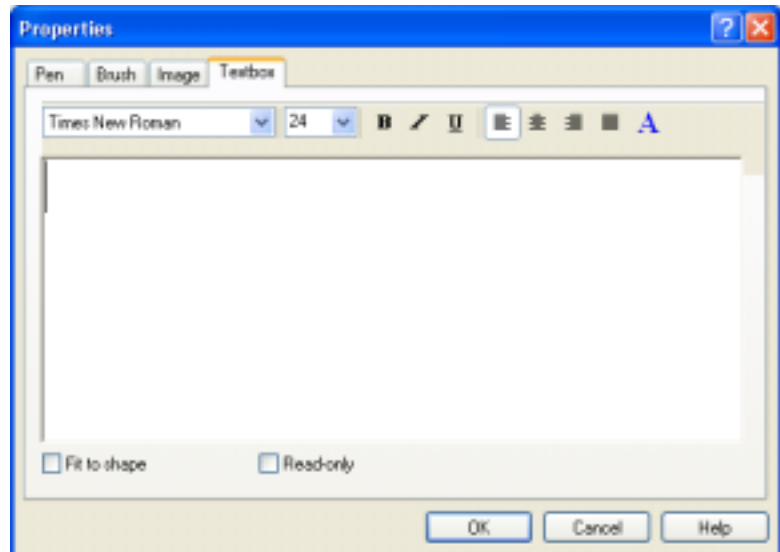 Properties
Pen Brush Image Textbox
Times New Roman 24 B I U A
Fit to shape Read-only
OK Cancel Help